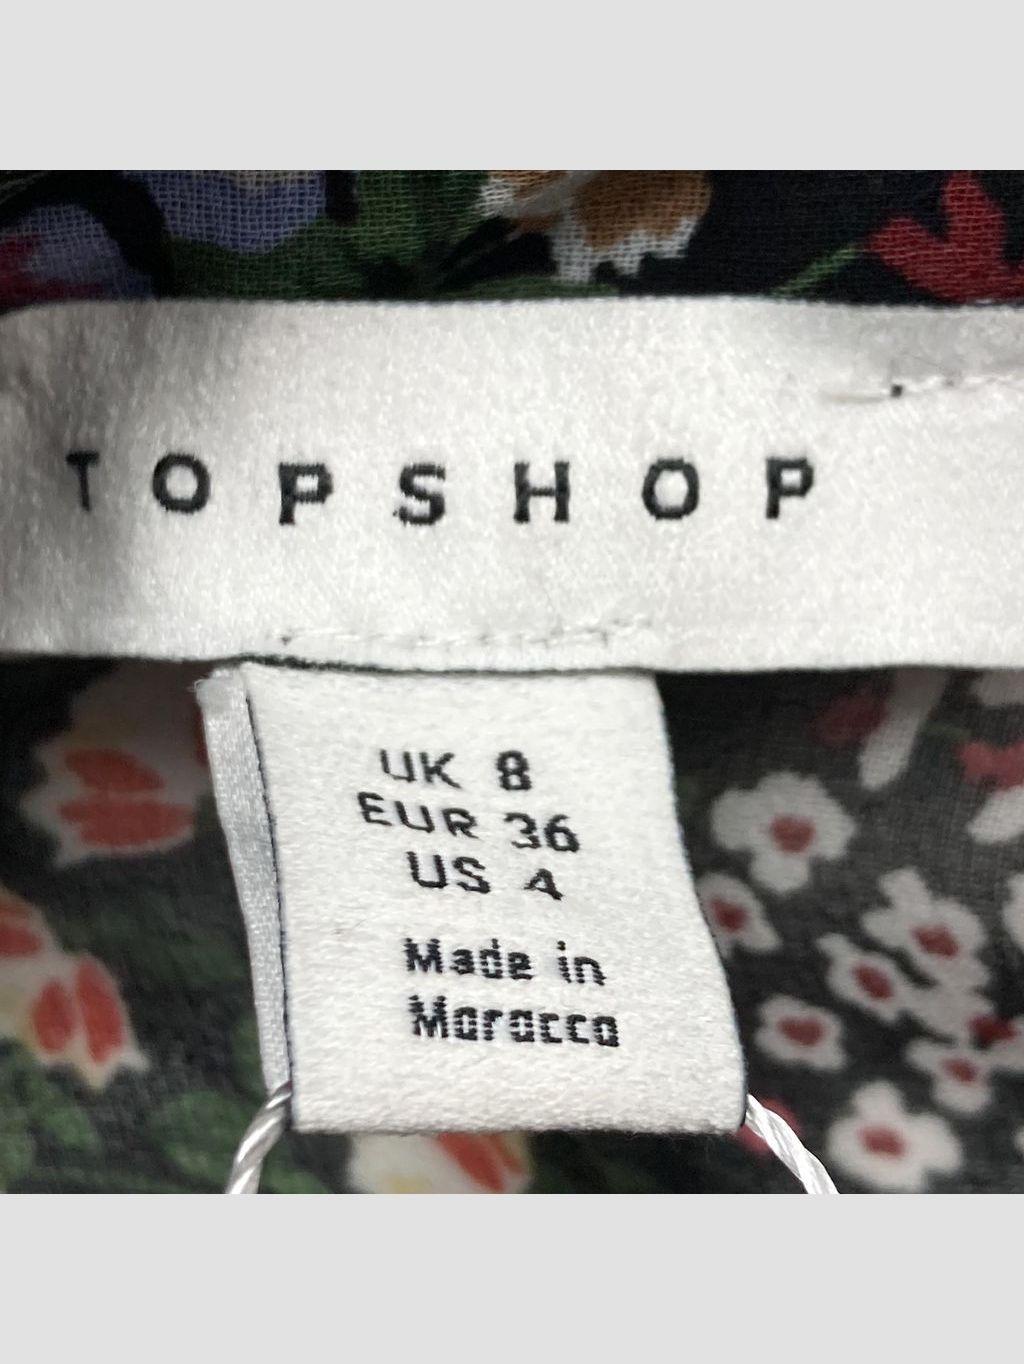 TOPSHOP
UK 8
EUR 36
US 4
Made in
Morocco